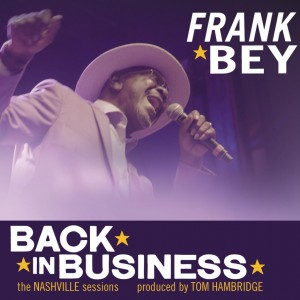 FRANK
BEY
BACK
IN BUSINESS
the NASHVILLE sessions produced by TOM HAMBRIDGE